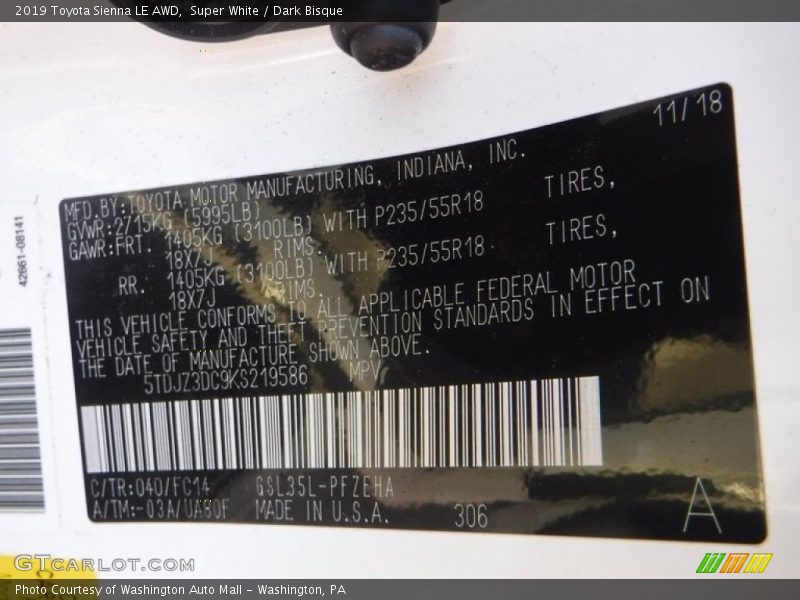 2019 Toyota Sienna LE AWD, Super White / Dark Bisque
11/18
MFD.BY:TOYOTA MOTOR MANUFACTURING, INDIANA, INC.
GVWR:2715KG (5995LB)
GAWR:FRT. 1405KG (3100LB) WITH P235/55R18 TIRES,
18X7J RIMS.
RR. 1405KG (3100LB) WITH P235/55R18 TIRES,
18X7J RIMS.
THIS VEHICLE CONFORMS TO ALL APPLICABLE FEDERAL MOTOR
VEHICLE SAFETY AND THEFT PREVENTION STANDARDS IN EFFECT ON
THE DATE OF MANUFACTURE SHOWN ABOVE.
5TDJZ3DC9KS219586 MPV
C/TR:040/FC14 GSL35L-PFZEHA
A/TM:-03A/UA90F MADE IN U.S.A. 306
A
42661-08141
GTCarLot.com
Photo Courtesy of Washington Auto Mall - Washington, PA